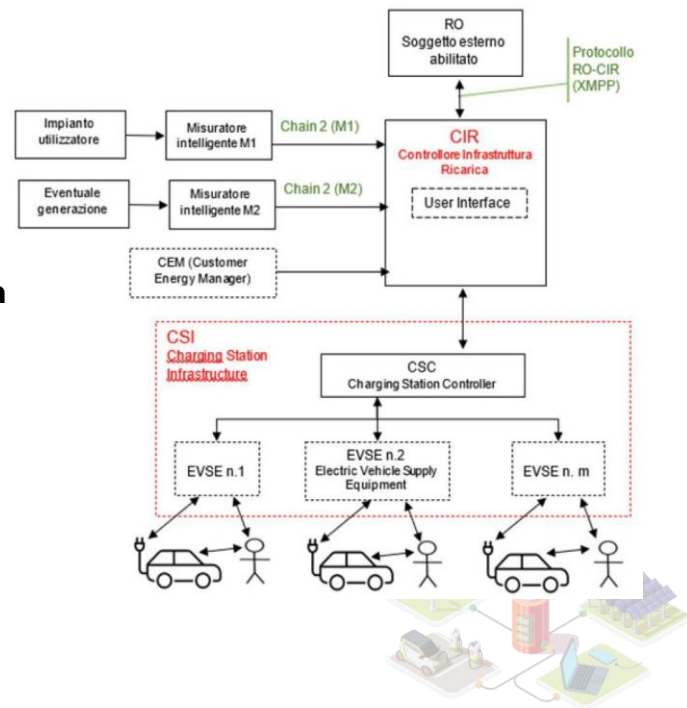 RO
Soggetto esterno
abilitato
Protocollo
RO-CIR
(XMPP)
Impianto
utilizzatore
Misuratore
intelligente M1
Chain 2 (M1)
CIR
Controllore Infrastruttura
Ricarica
User Interface
Eventuale
generazione
Misuratore
intelligente M2
Chain 2 (M2)
CEM (Customer
Energy Manager)
CSI
Charging Station
Infrastructure
CSC
Charging Station Controller
EVSE n.1
EVSE n.2
Electric Vehicle Supply
Equipment
EVSE n. m